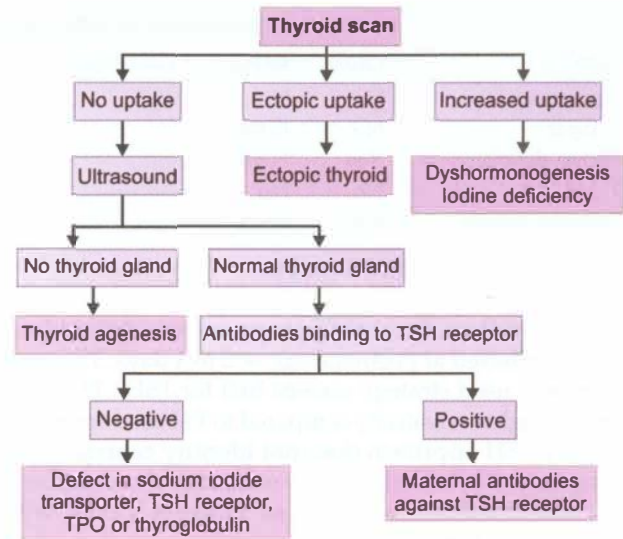 Thyroid scan
No uptake
Ectopic uptake
Increased uptake
Ultrasound
Ectopic thyroid
Dyshormonogenesis
Iodine deficiency
No thyroid gland
Normal thyroid gland
Thyroid agenesis
Antibodies binding to TSH receptor
Negative
Positive
Defect in sodium iodide
transporter, TSH receptor,
TPO or thyroglobulin
Maternal antibodies
against TSH receptor